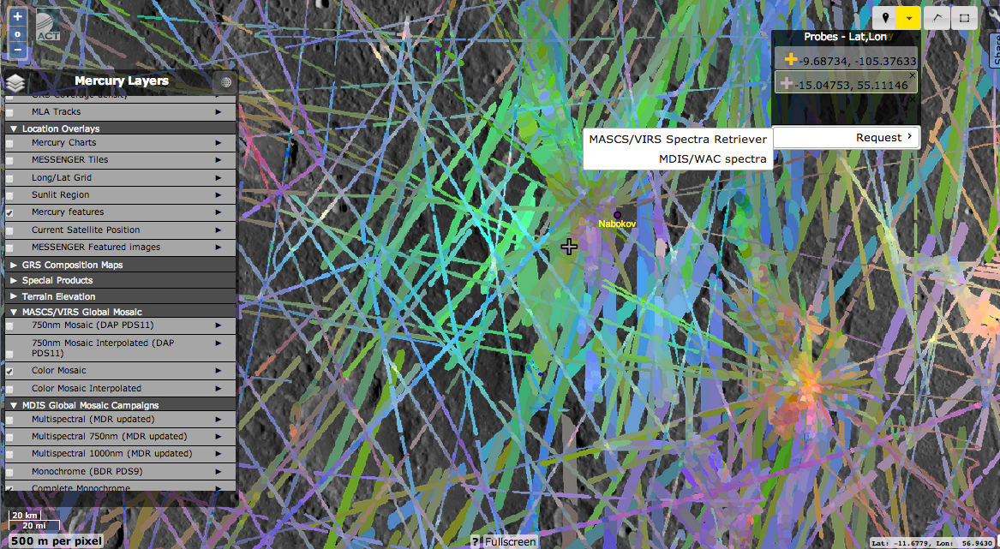 +
0
−
ACT
Mercury Layers
GRS Coverage density
MLA Tracks
▼ Location Overlays
Mercury Charts
MESSENGER Tiles
Long/Lat Grid
Sunlit Region
Mercury features
Current Satellite Position
MESSENGER Featured images
▶ GRS Composition Maps
▶ Special Products
▶ Terrain Elevation
▼ MASCS/VIRS Global Mosaic
750nm Mosaic (DAP PDS11)
750nm Mosaic Interpolated (DAP
PDS11)
Color Mosaic
Color Mosaic Interpolated
▼ MDIS Global Mosaic Campaigns
Multispectral (MDR updated)
Multispectral 750nm (MDR updated)
Multispectral 1000nm (MDR updated)
Monochrome (BDR PDS9)
Complete Monochrome
20 km
20 mi
500 m per pixel
Probes - Lat,Lon
-9.68734, -105.37633
-15.04753, 55.11146
Request ›
MASCS/VIRS Spectra Retriever
MDIS/WAC spectra
share
Nabokov
? Fullscreen
Lat: -11.6779, Lon: 56.9430